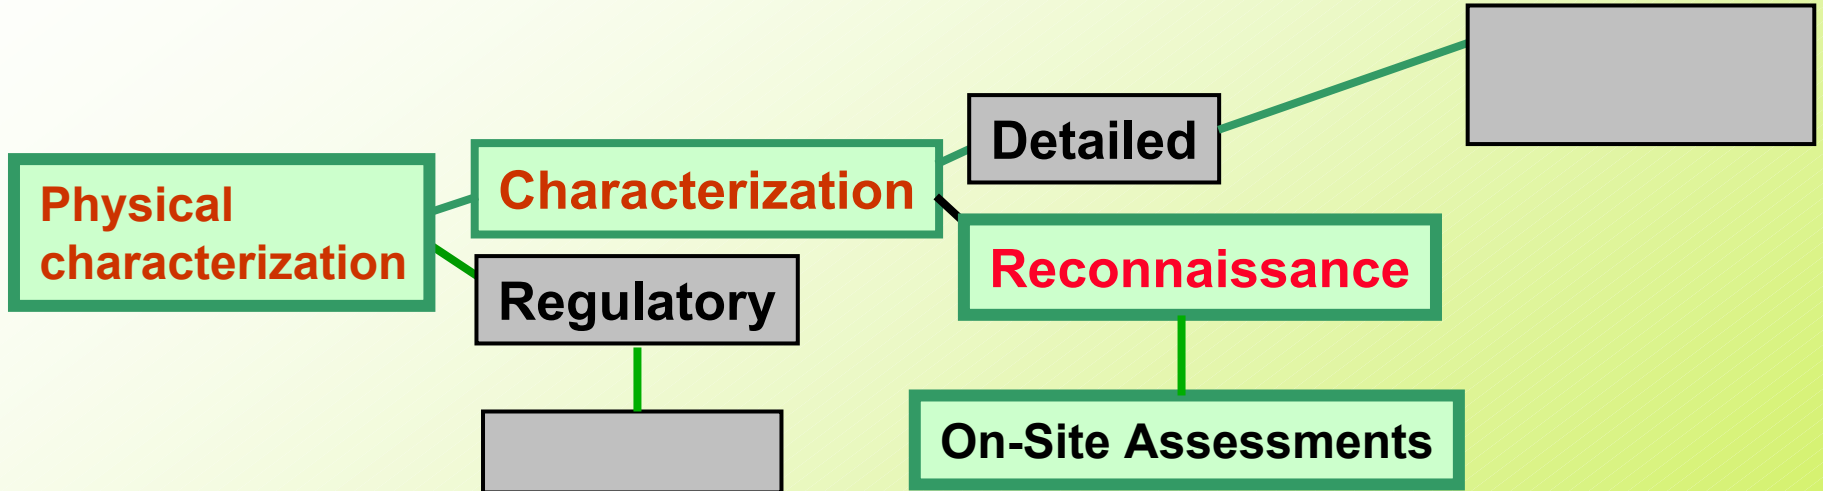 Physical
characterization
Characterization
Detailed
Regulatory
Reconnaissance
On-Site Assessments